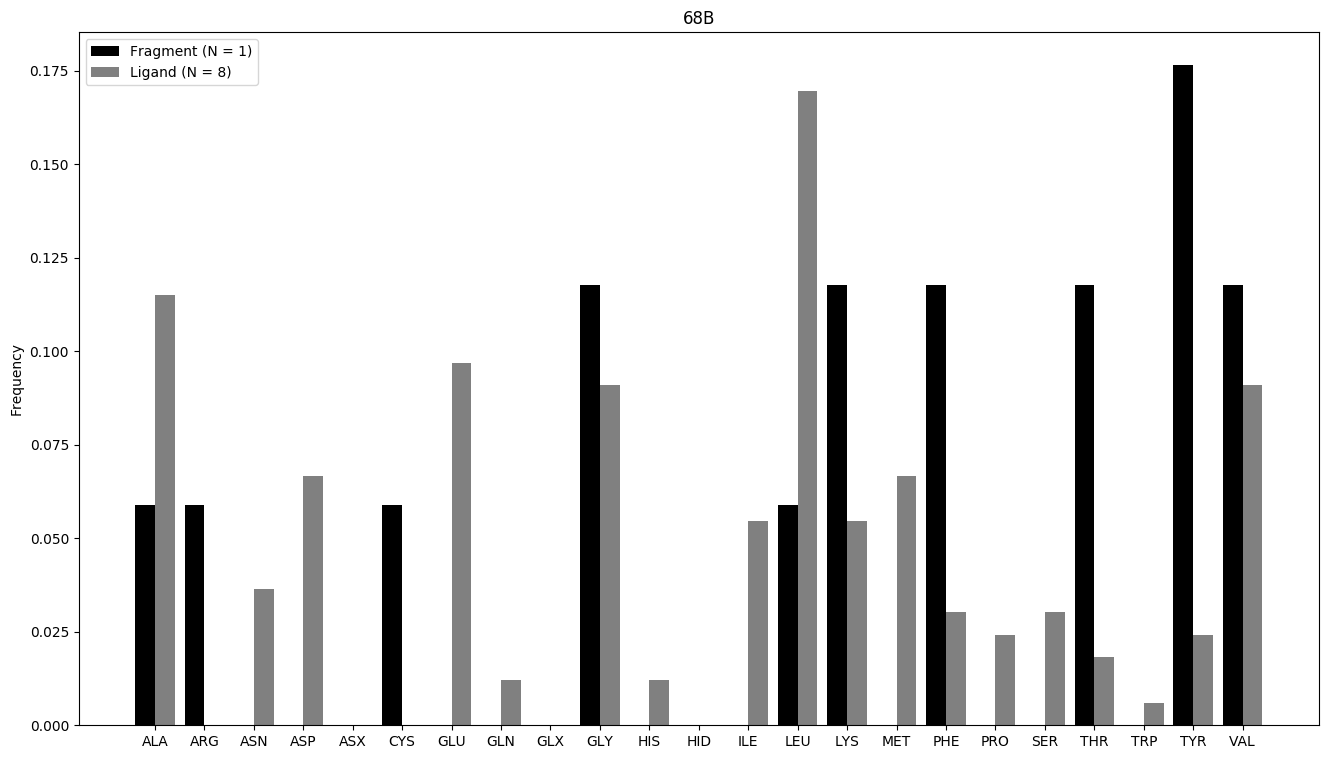 68B
Fragment (N = 1)
Ligand (N = 8)
Frequency
0.175
0.150
0.125
0.100
0.075
0.050
0.025
0.000
ALA ARG ASN ASP ASX CYS GLU GLN GLX GLY HIS HID ILE LEU LYS MET PHE PRO SER THR TRP TYR VAL